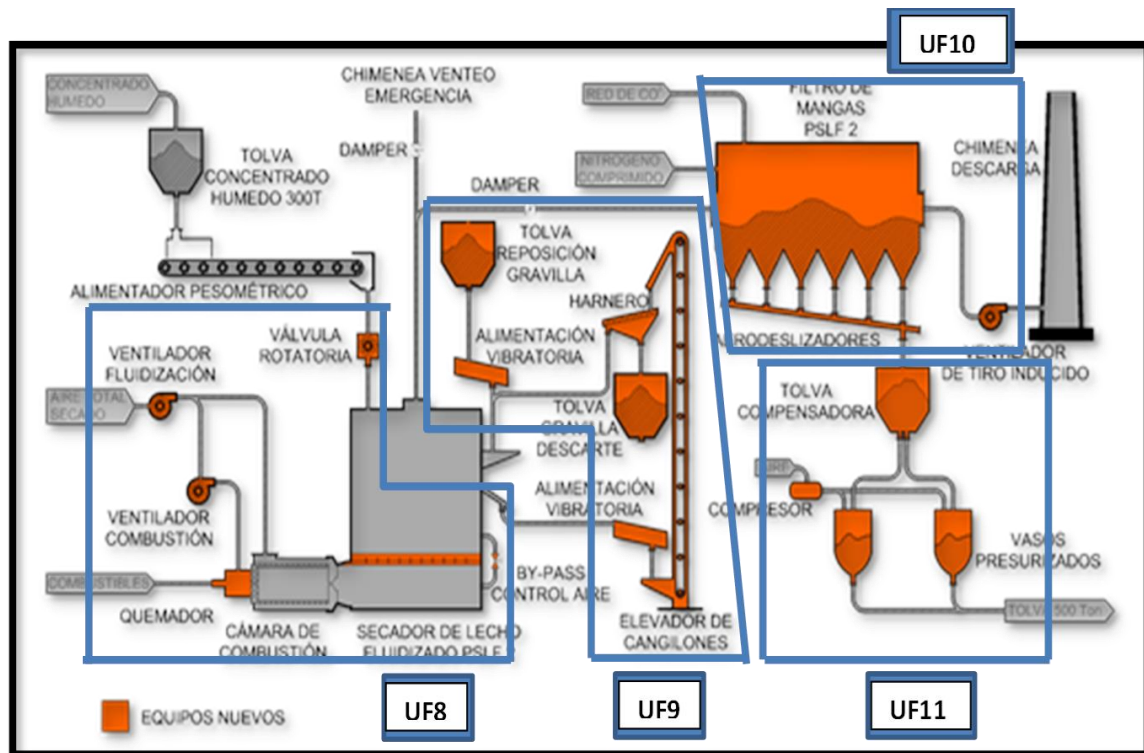 UF10
CONCENTRADO
HUMEDO
TOLVA
CONCENTRADO
HUMEDO 300T
ALIMENTADOR PESOMÉTRICO
CHIMENEA VENTEO
EMERGENCIA
DAMPER
DAMPER
NITROGENO
COMPRIMIDO
FILTRO DE
MANGAS
PSLF 2
CHIMENEA
DESCARGA
TOLVA
REPOSICIÓN
GRAVILLA
HARNERO
VÁLVULA
ROTATORIA
ALIMENTACIÓN
VIBRATORIA
VENTILADOR
FLUIDIZACIÓN
AIRE TOTAL
SECADO
AERODESLIZADORES
VENTILADOR
DE TIRO INDUCIDO
TOLVA
GRAVILLA
DESCARTE
TOLVA
COMPENSADORA
AIRE
COMPRESOR
ALIMENTACIÓN
VIBRATORIA
VENTILADOR
COMBUSTIÓN
VASOS
PRESURIZADOS
COMBUSTIBLES
QUEMADOR
BY-PASS
CONTROL AIRE
TOLVA 500 Ton
CÁMARA DE
COMBUSTIÓN
SECADOR DE LECHO
FLUIDIZADO PSLF 2
ELEVADOR DE
CANGILONES
UF8
UF9
UF11
EQUIPOS NUEVOS